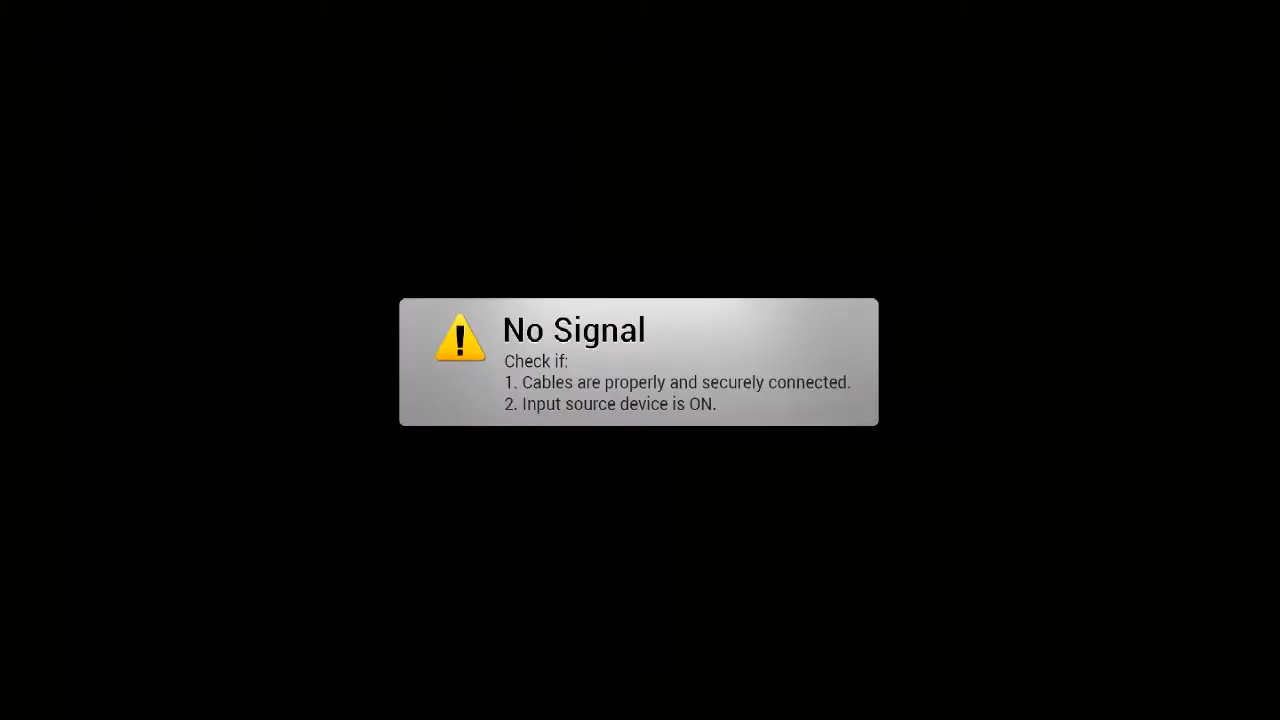 No Signal
Check if:
1. Cables are properly and securely connected.
2. Input source device is ON.